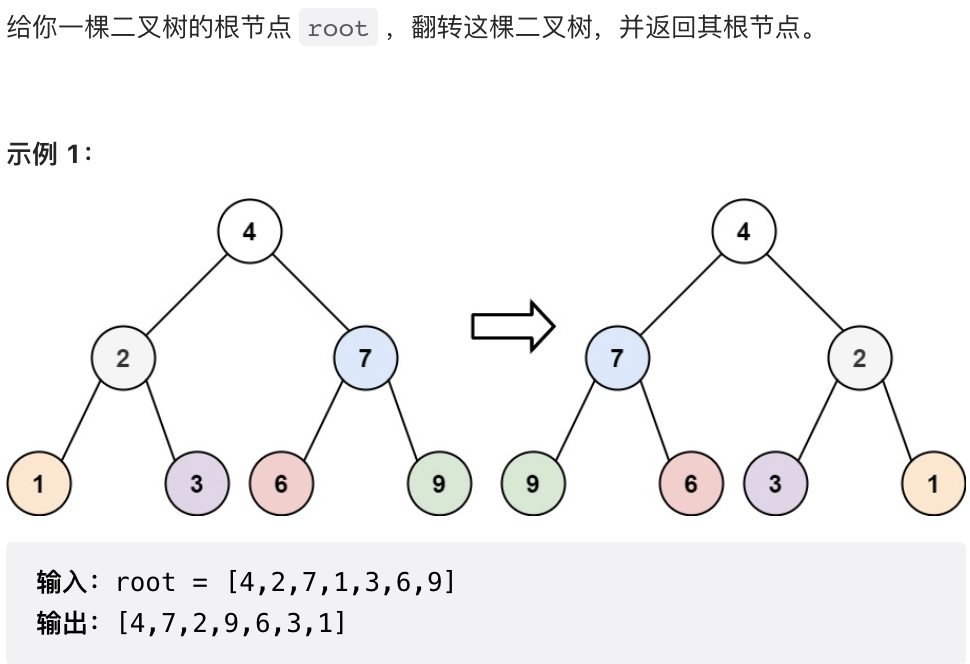 给你一棵二叉树的根节点 root ，翻转这棵二叉树，并返回其根节点。
示例 1：
4 4
2 7 7 2
1 3 6 9 9 6 3 1
输入：root = [4,2,7,1,3,6,9]
输出：[4,7,2,9,6,3,1]